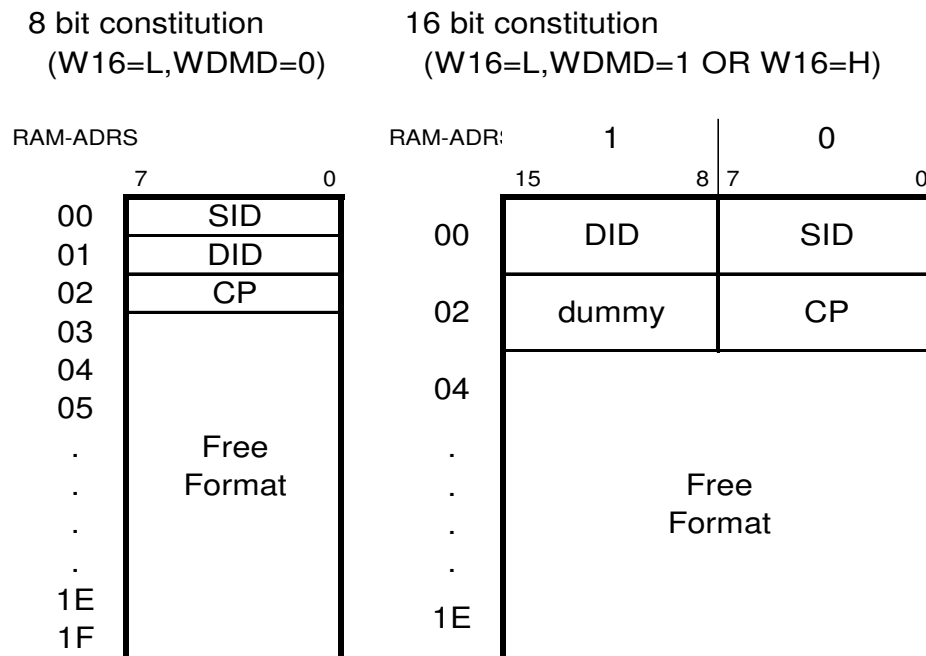 8 bit constitution
(W16=L,WDMD=0)
RAM-ADRS
7 0
00 SID
01 DID
02 CP
03
04
05
. Free
. Format
.
.
1E
1F
16 bit constitution
(W16=L,WDMD=1 OR W16=H)
RAM-ADR 1 0
15 8 7 0
00 DID SID
02 dummy CP
04
.
. Free
. Format
.
1E